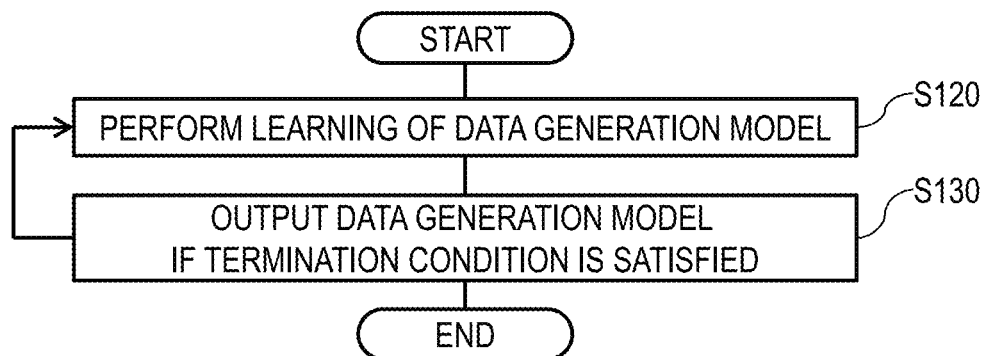 START
PERFORM LEARNING OF DATA GENERATION MODEL
S120
OUTPUT DATA GENERATION MODEL
IF TERMINATION CONDITION IS SATISFIED
S130
END